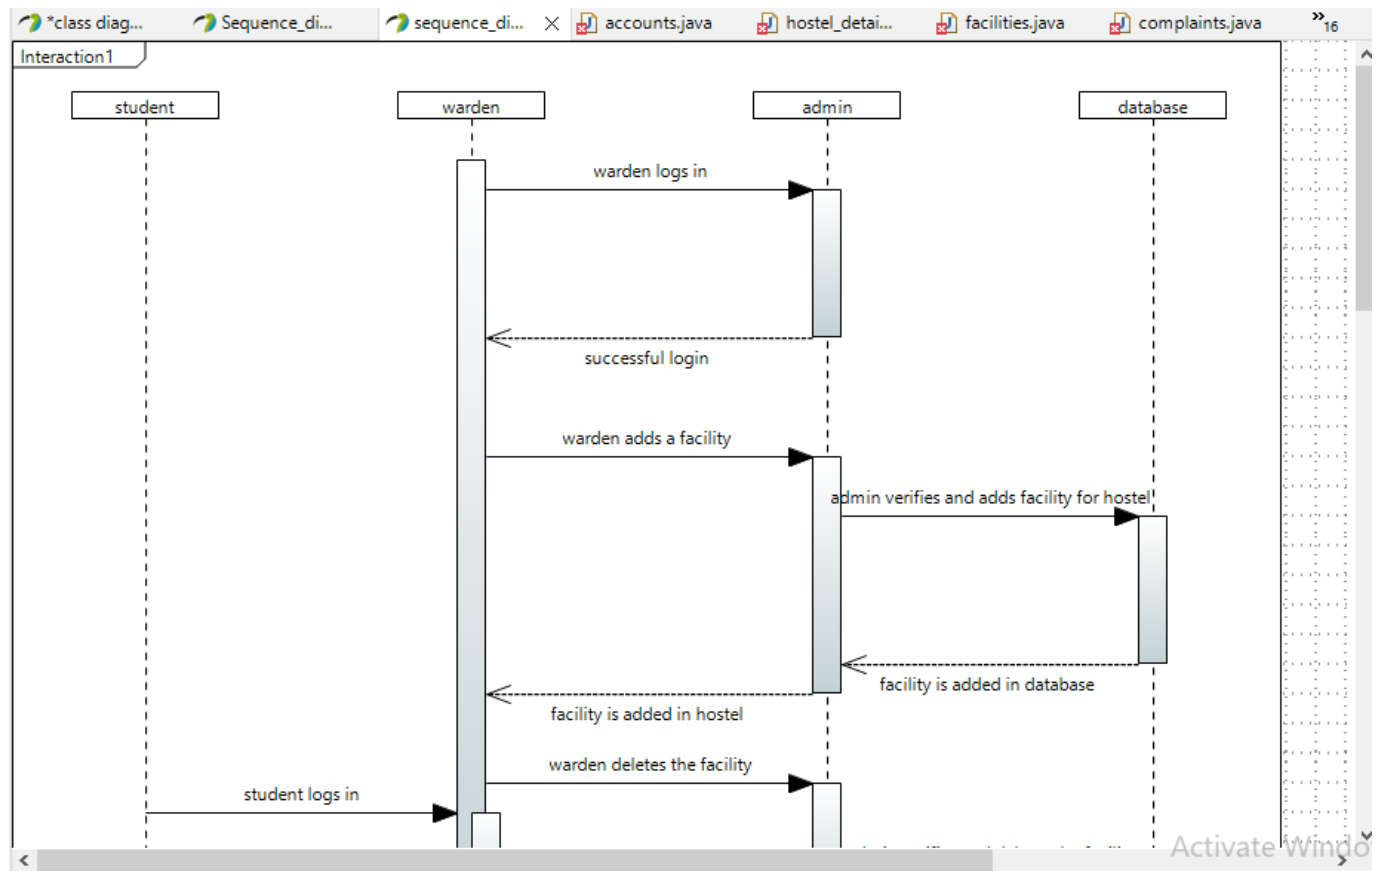 *class diag...
Sequence_di...
sequence_di...
accounts.java
hostel_detai...
facilities.java
complaints.java
»16
Interaction1
student
warden
admin
database
warden logs in
successful login
warden adds a facility
admin verifies and adds facility for hostel
facility is added in database
facility is added in hostel
warden deletes the facility
student logs in
Activate Windo